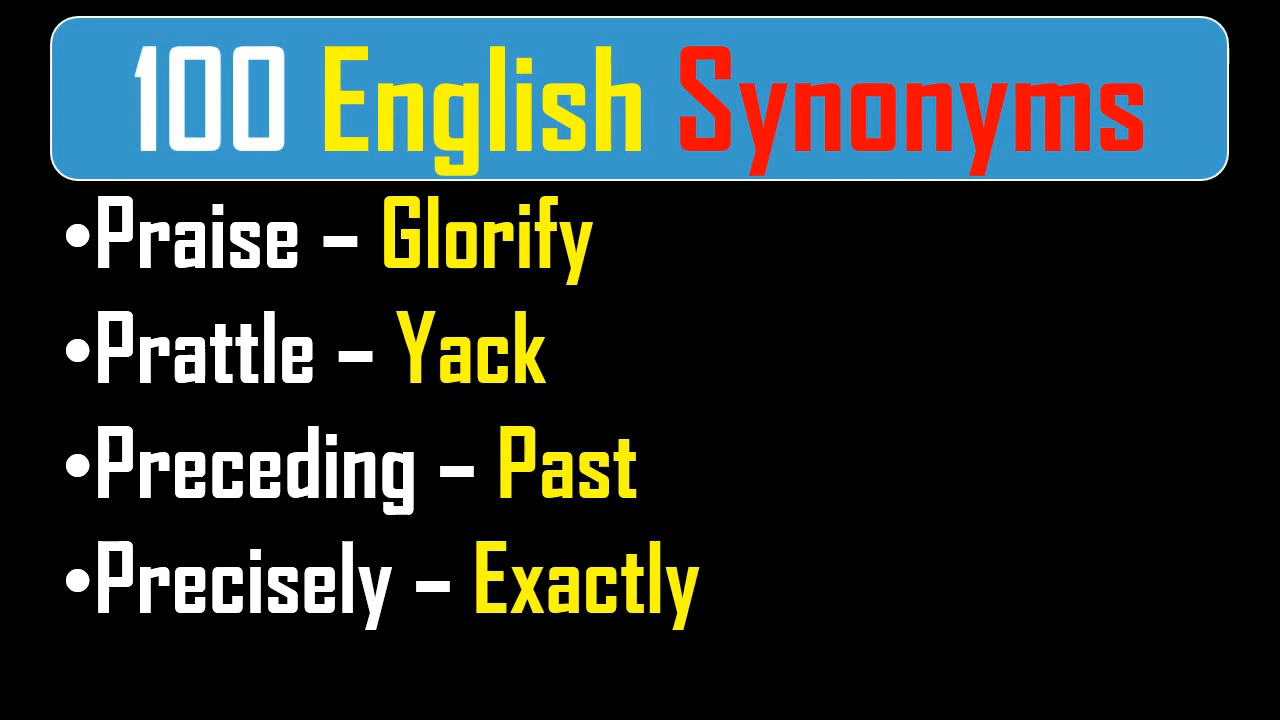 100 English Synonyms
•Praise – Glorify
•Prattle – Yack
•Preceding – Past
•Precisely – Exactly